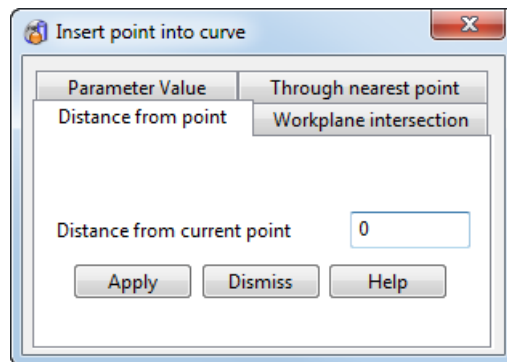 Insert point into curve
Parameter Value Through nearest point
Distance from point Workplane intersection
Distance from current point 0
Apply Dismiss Help